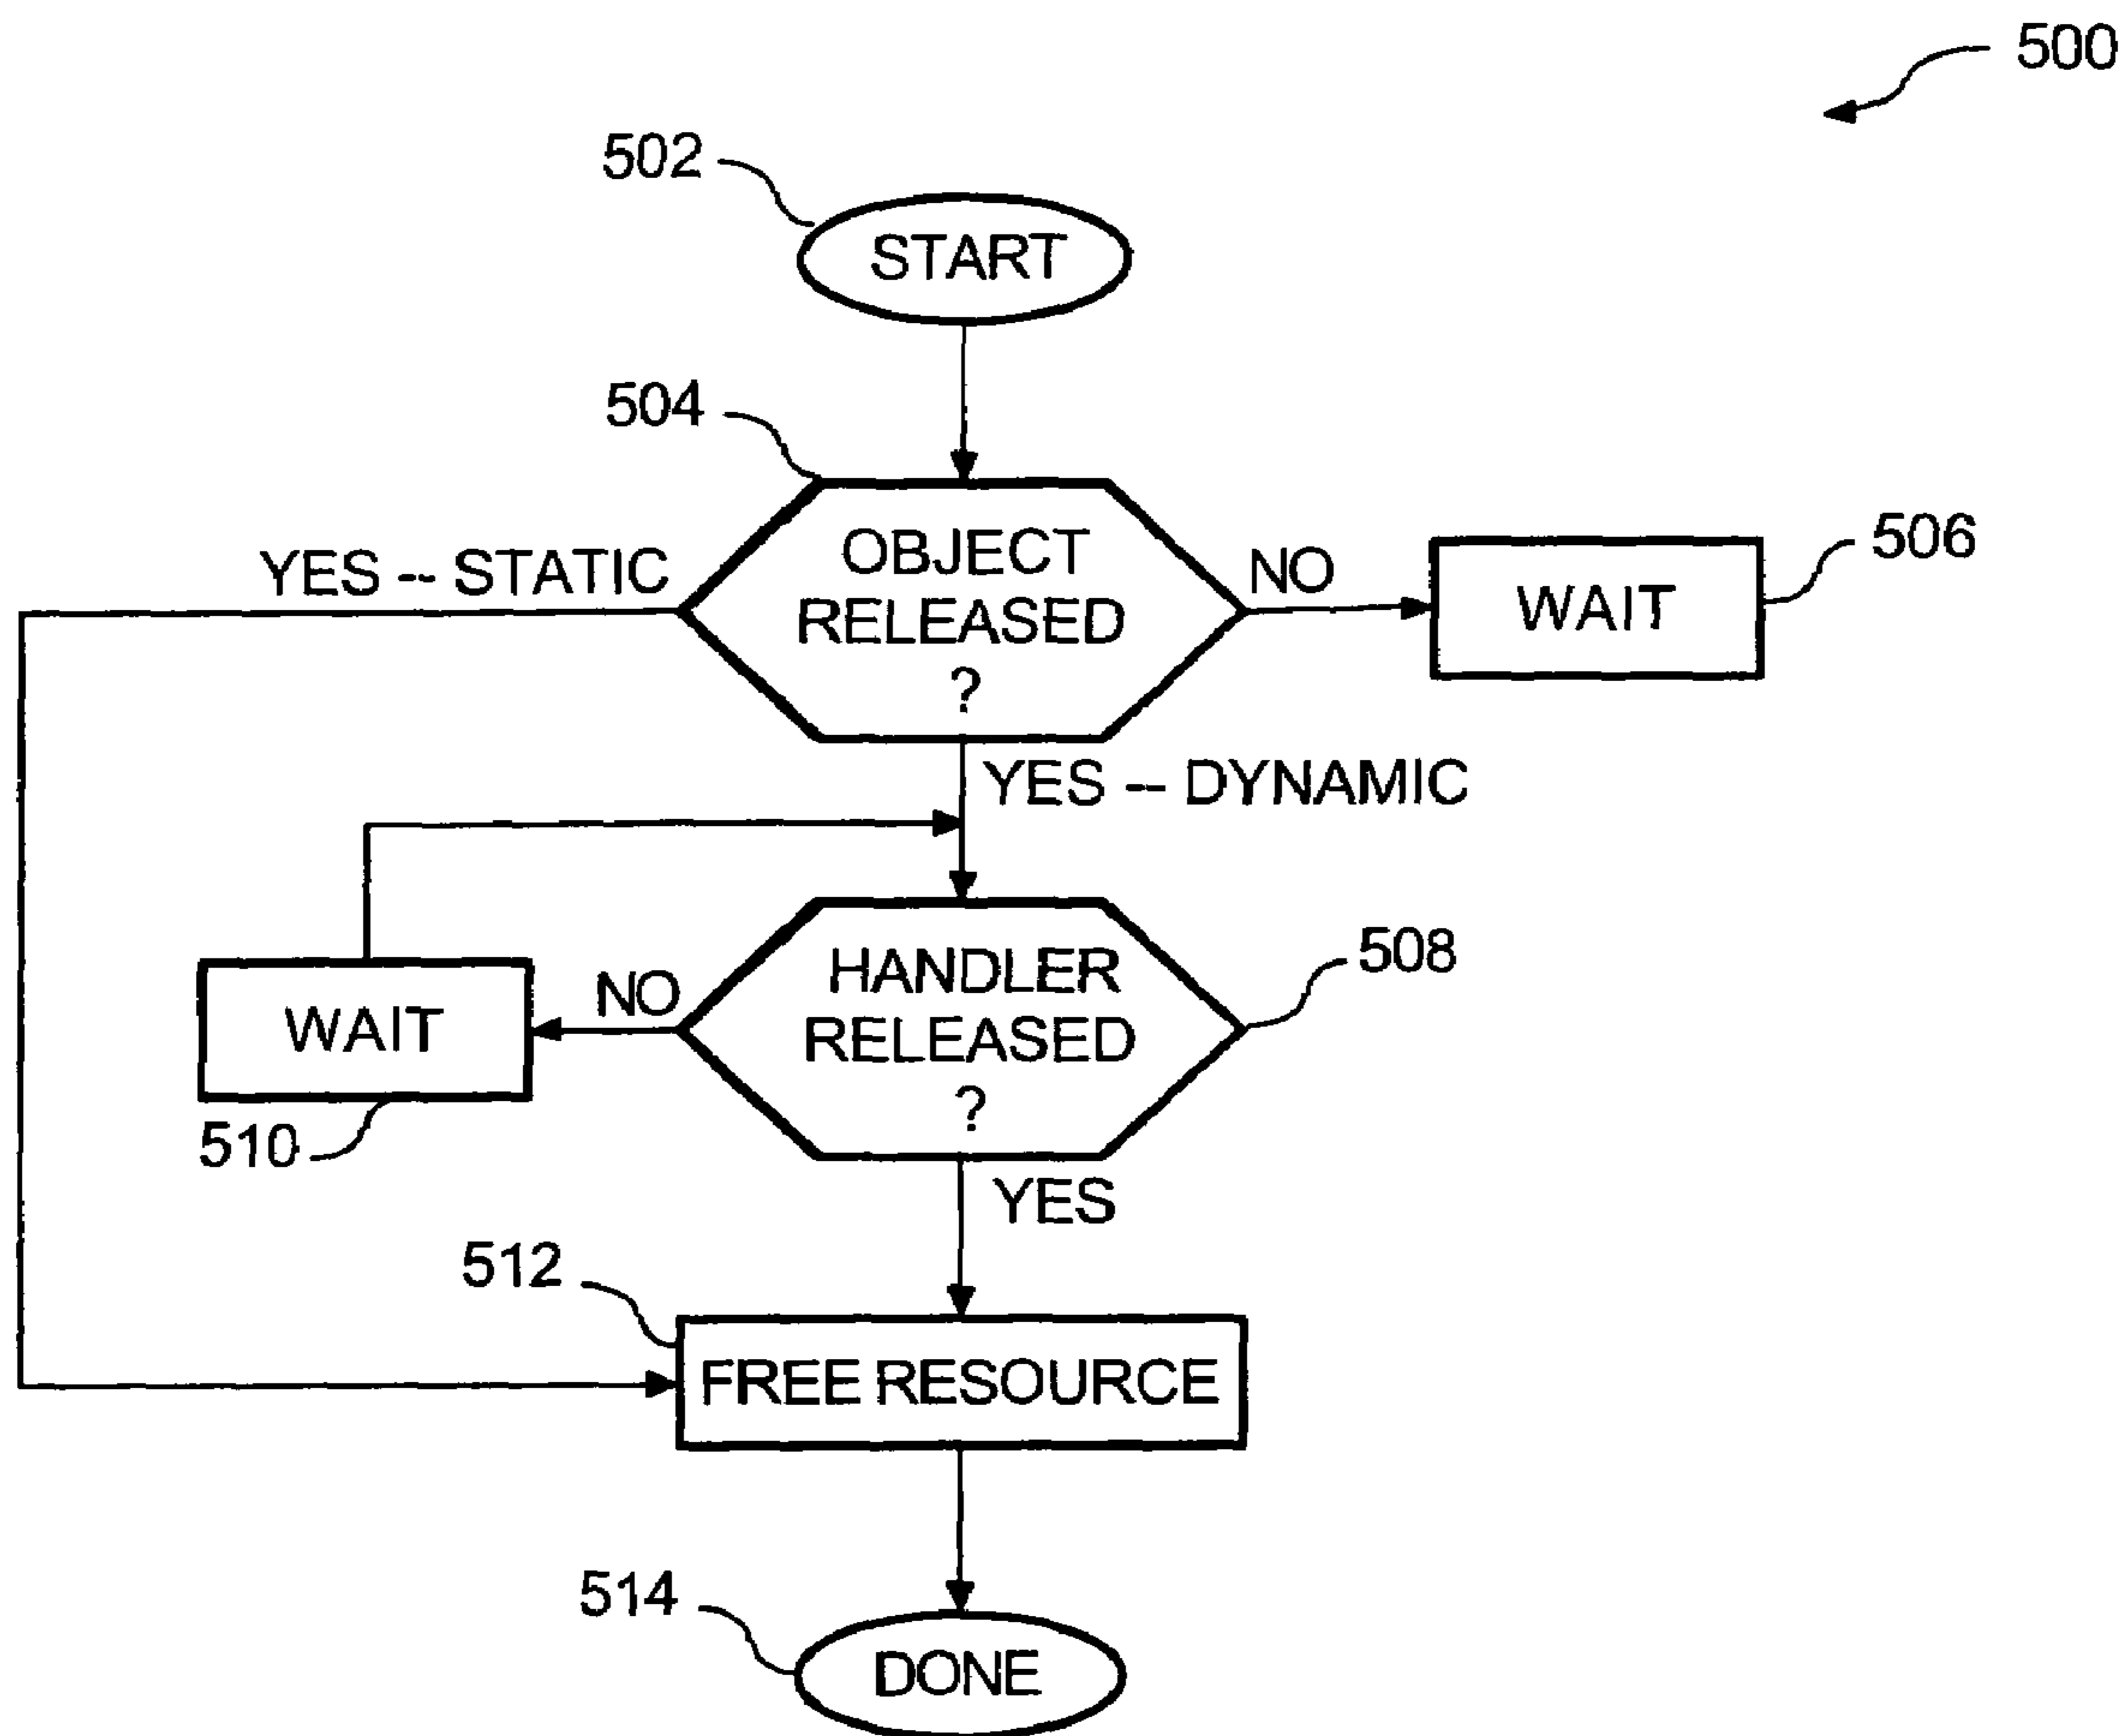 500
502
START
504
OBJECT
RELEASED
?
YES -- STATIC
NO
506
WAIT
YES -- DYNAMIC
HANDLER
RELEASED
?
508
NO
WAIT
510
YES
512
FREE RESOURCE
514
DONE